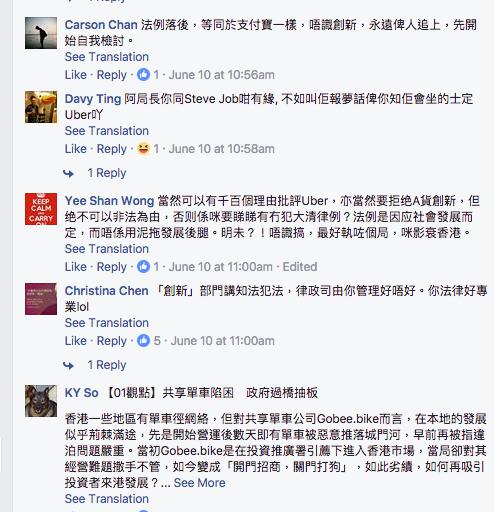 Carson Chan 法例落後，等同於支付寶一樣，唔識創新，永遠俾人追上，先開
始自我檢討。
See Translation
Like · Reply · 1 · June 10 at 10:56am
Davy Ting 阿局長你同Steve Job咁有緣, 不如叫佢報夢話俾你知佢會坐的士定
Uber吖
See Translation
Like · Reply · 1 · June 10 at 10:58am
1 Reply
KEEP
CALM
AND
CARRY
ON
Yee Shan Wong 當然可以有千百個理由批評Uber，亦當然要拒绝A貨創新，但
绝不可以非法為由，否则係咪要睇睇有冇犯大清律例？法例是因应社會發展而
定，而唔係用泥拖發展後腿。明未？！唔識搞，最好執咗個局，咪影衰香港。
See Translation
Like · Reply · 1 · June 10 at 11:00am · Edited
Christina Chen 「創新」部門講知法犯法，律政司由你管理好唔好。你法律好專
業lol
See Translation
Like · Reply · 5 · June 10 at 11:00am
1 Reply
KY So 【01觀點】共享單車陷困　政府過橋抽板
香港一些地區有單車徑網絡，但對共享單車公司Gobee.bike而言，在本地的發展
似乎荊棘滿途，先是開始營運後數天即有單車被惡意推落城門河，早前再被指違
泊問題嚴重。當初Gobee.bike是在投資推廣署引薦下進入香港市場，當局卻對其
經營難題撒手不管，如今變成「開門招商，關門打狗」，如此劣績，如何再吸引
投資者來港發展？... See More
See Translation